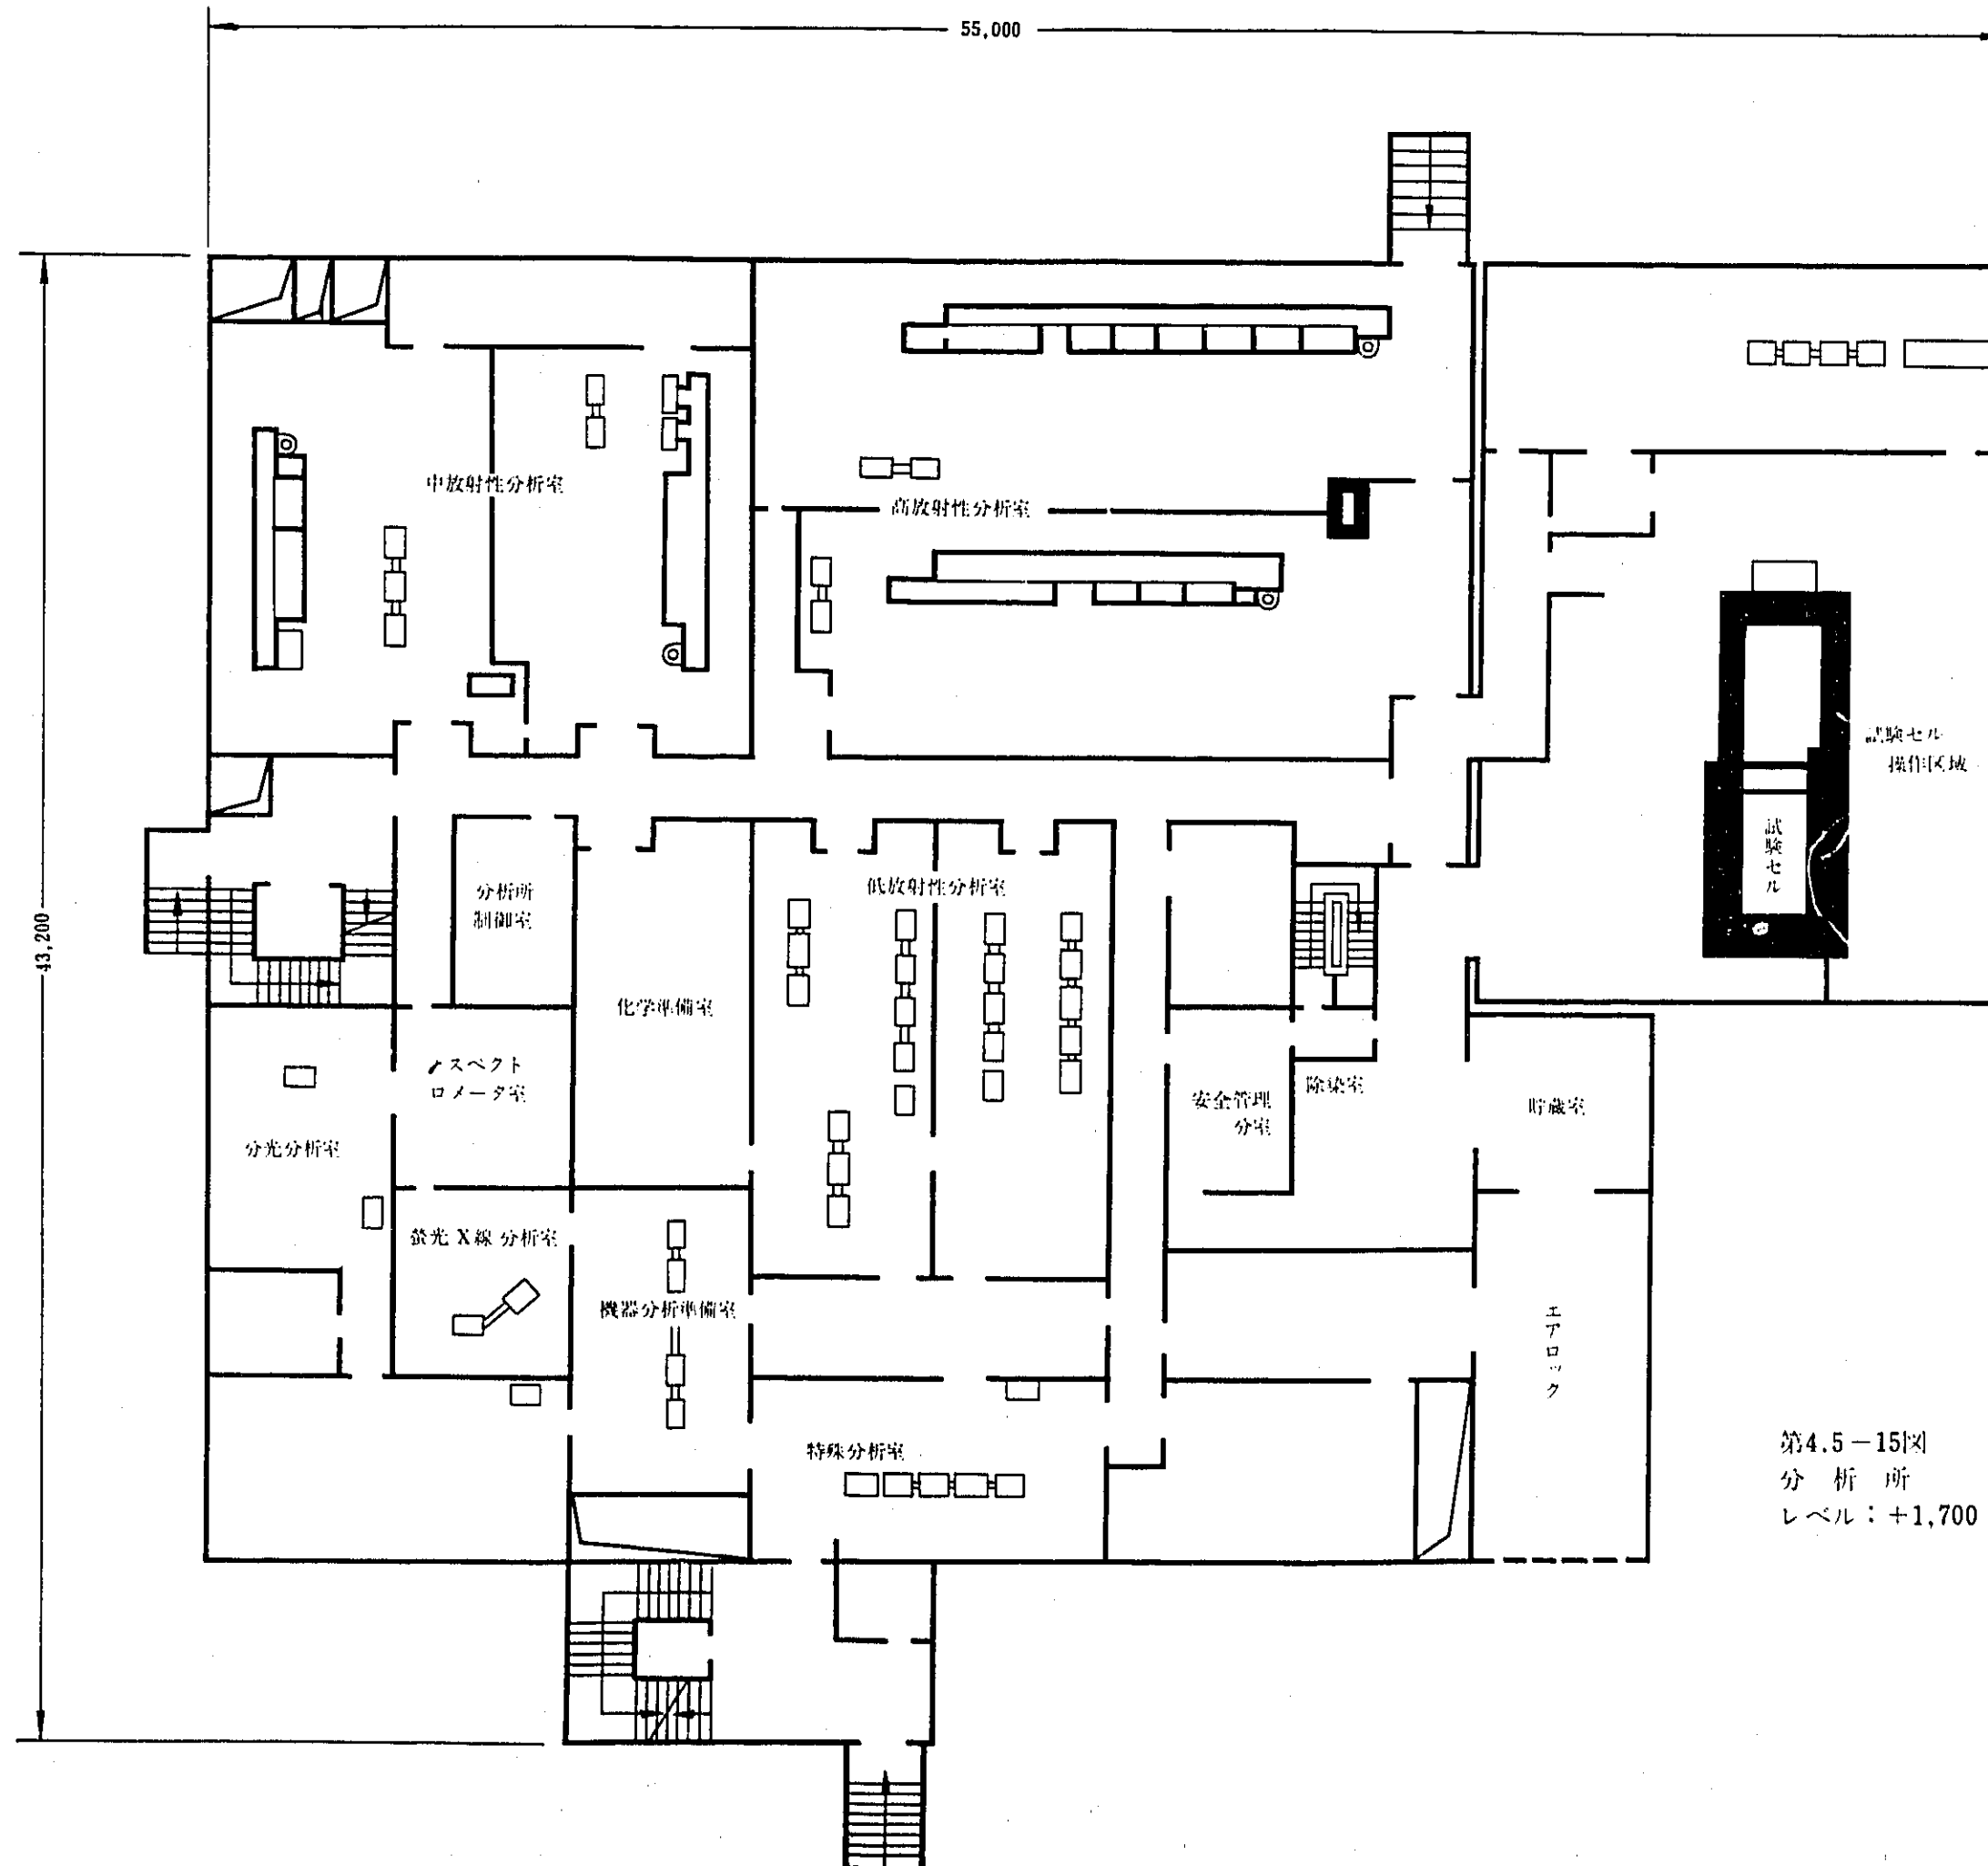 55,000
43,200
中放射性分析室
高放射性分析室
試験セル
操作区域
試験セル
分析所
制御室
低放射性分析室
化学準備室
γスペクト
ロメータ室
分光分析室
安全管理
分室
除染室
貯蔵室
螢光X線分析室
機器分析準備室
エアロック
特殊分析室
第4.5-15図
分析所
レベル:+1,700